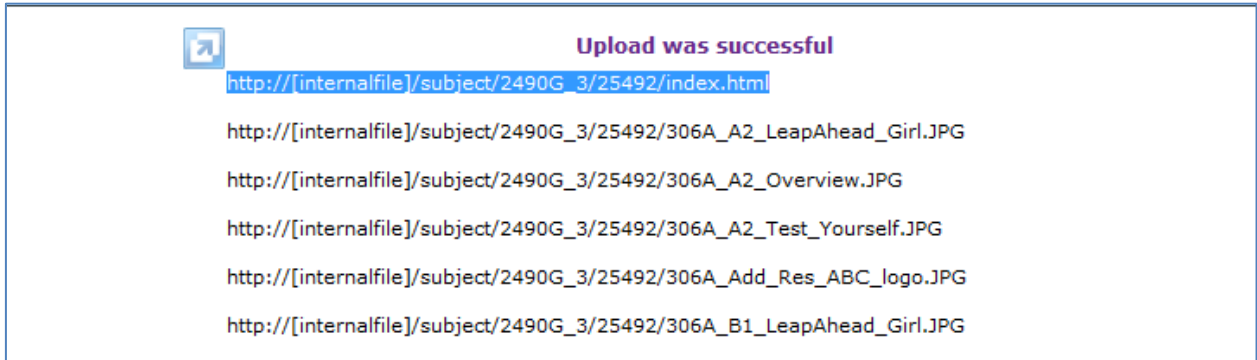 Upload was successful
http://[internalfile]/subject/2490G_3/25492/index.html
http://[internalfile]/subject/2490G_3/25492/306A_A2_LeapAhead_Girl.JPG
http://[internalfile]/subject/2490G_3/25492/306A_A2_Overview.JPG
http://[internalfile]/subject/2490G_3/25492/306A_A2_Test_Yourself.JPG
http://[internalfile]/subject/2490G_3/25492/306A_Add_Res_ABC_logo.JPG
http://[internalfile]/subject/2490G_3/25492/306A_B1_LeapAhead_Girl.JPG